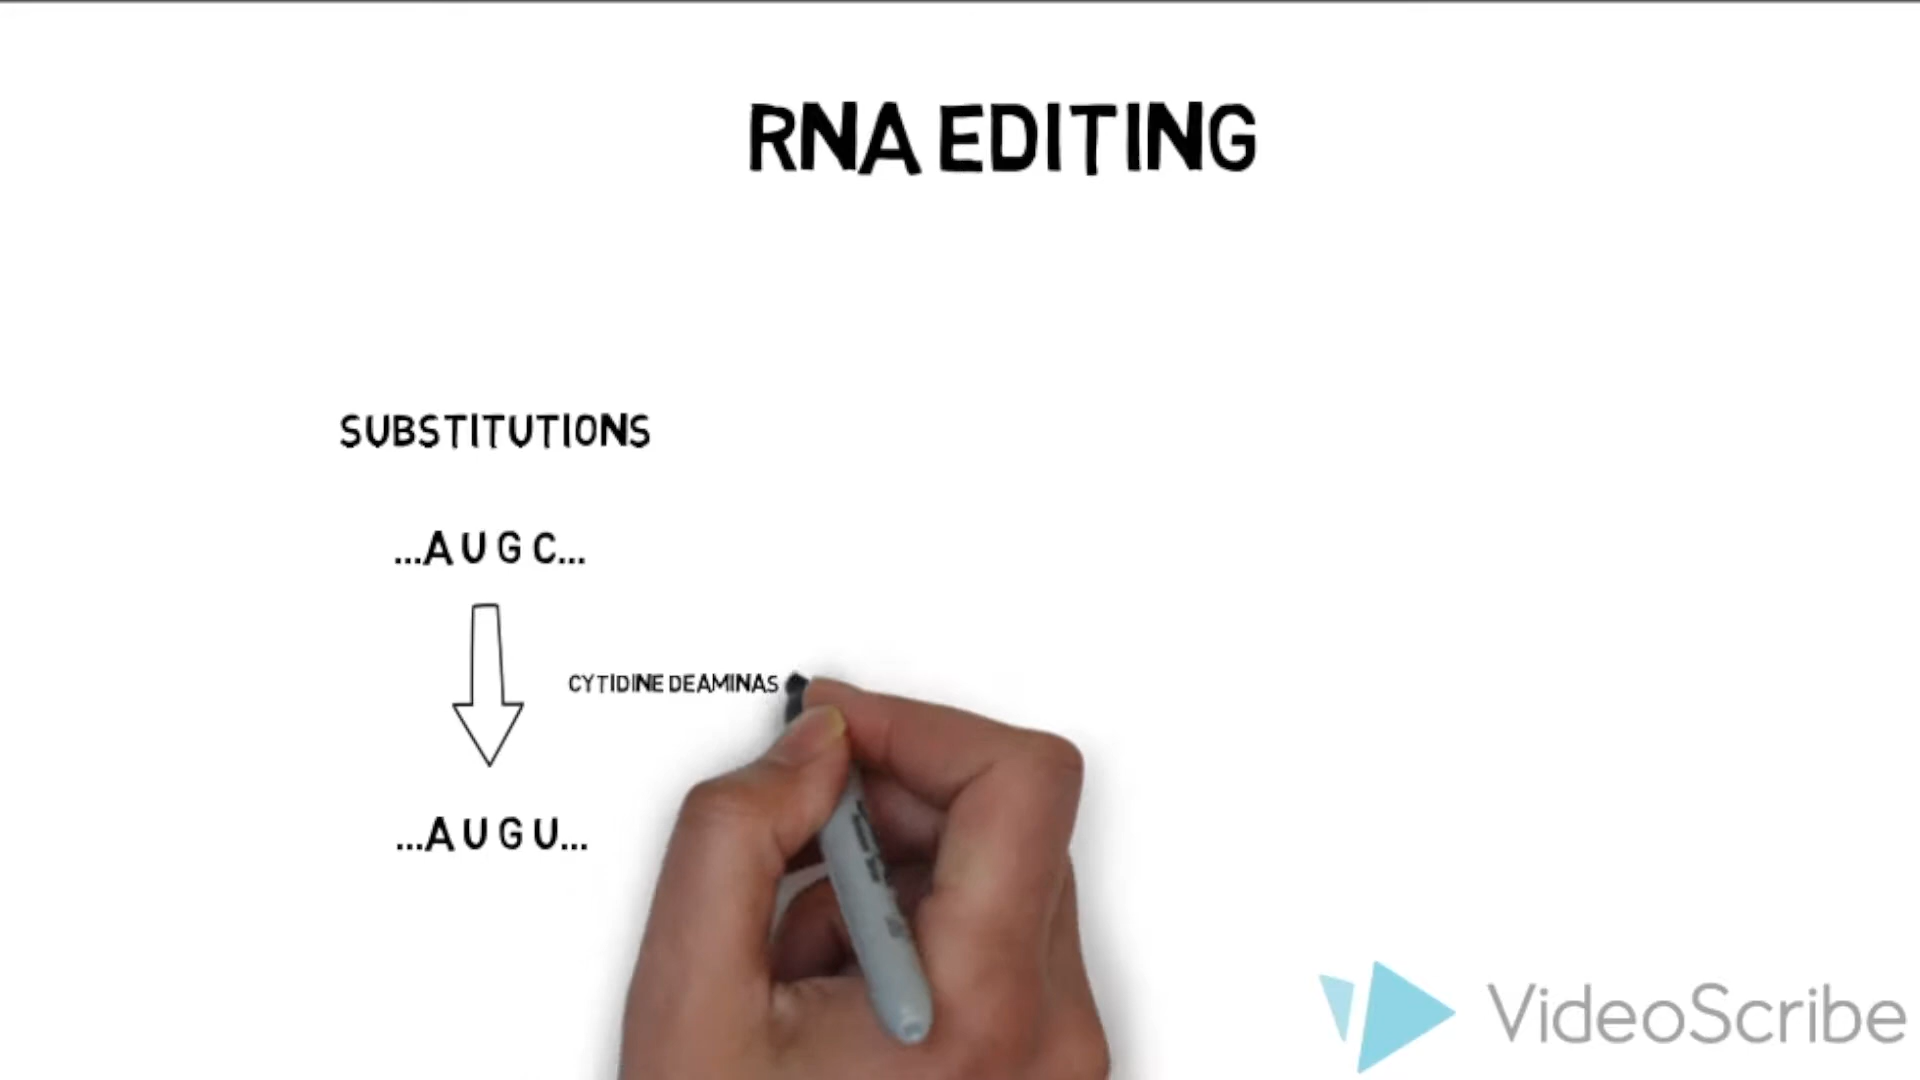 RNA EDITING
SUBSTITUTIONS
...A U G C...
CYTIDINE DEAMINAS
...A U G U...
VideoScribe